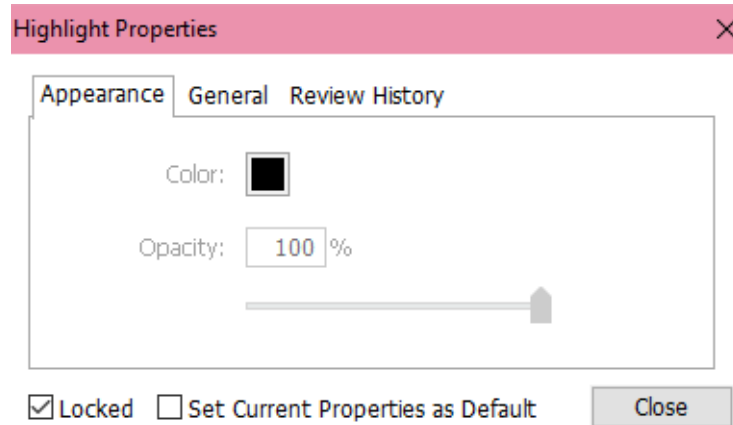 Highlight Properties
Appearance General Review History
Color:
Opacity: 100 %
Locked Set Current Properties as Default Close